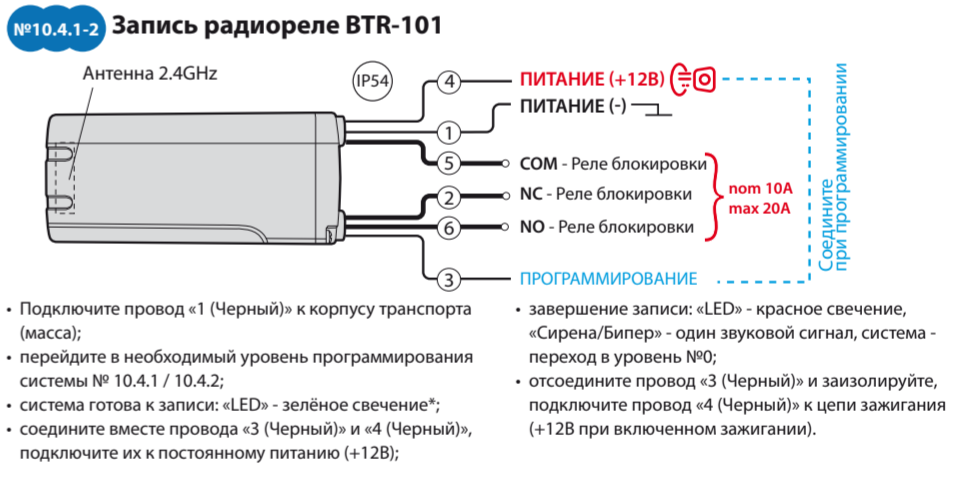 №10.4.1-2
Запись радиореле BTR-101
Антенна 2.4GHz
IP54
4
ПИТАНИЕ (+12В)
1
ПИТАНИЕ (-)
5
COM - Реле блокировки
2
NC - Реле блокировки
6
NO - Реле блокировки
nom 10A
max 20A
3
ПРОГРАММИРОВАНИЕ
Соедините
при программировании
• Подключите провод «1 (Черный)» к корпусу транспорта
(масса);
• перейдите в необходимый уровень программирования
системы № 10.4.1 / 10.4.2;
• система готова к записи: «LED» - зелёное свечение*;
• соедините вместе провода «3 (Черный)» и «4 (Черный)»,
подключите их к постоянному питанию (+12В);
• завершение записи: «LED» - красное свечение,
«Сирена/Бипер» - один звуковой сигнал, система -
переход в уровень №0;
• отсоедините провод «3 (Черный)» и заизолируйте,
подключите провод «4 (Черный)» к цепи зажигания
(+12В при включенном зажигании).